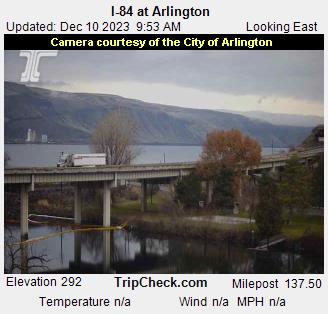 I-84 at Arlington
Updated: Dec 10 2023 9:53 AM Looking East
Camera courtesy of the City of Arlington
Elevation 292 TripCheck.com Milepost 137.50
Temperature n/a Wind n/a MPH n/a